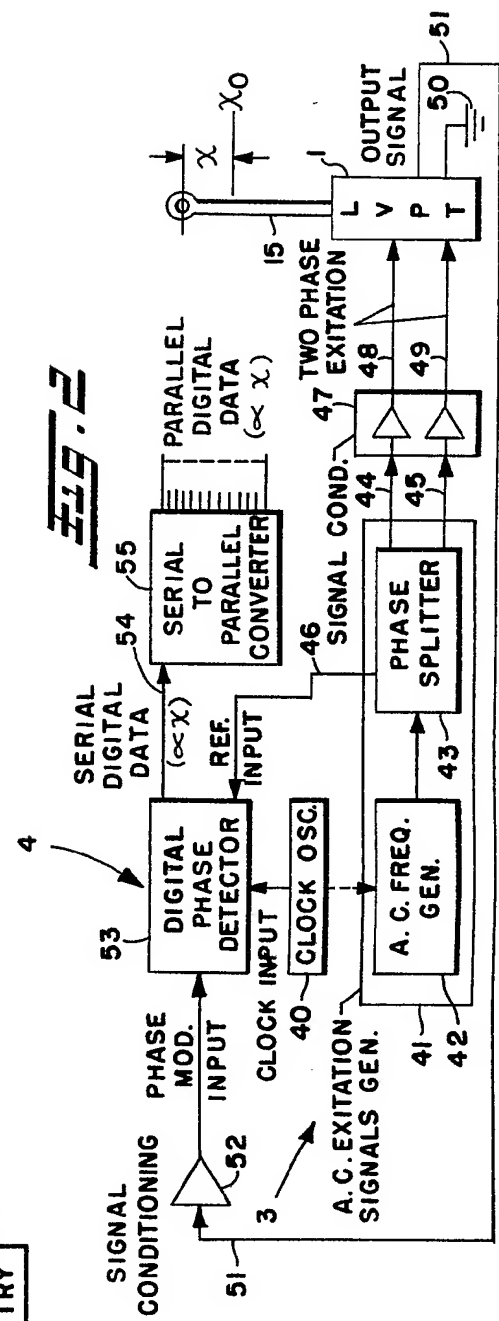 TRY
Fig. 2
4
SIGNAL
CONDITIONING
52
51
PHASE
MOD.
INPUT
53
DIGITAL
PHASE
DETECTOR
SERIAL
DIGITAL
DATA
(∝ X)
54
55
SERIAL
TO
PARALLEL
CONVERTER
PARALLEL
DIGITAL
DATA
(∝ X)
REF.
INPUT
46
CLOCK INPUT
CLOCK OSC.
40
3
A.C. EXITATION
SIGNALS GEN.
41
A.C. FREQ.
GEN.
42
PHASE
SPLITTER
43
SIGNAL COND.
44
45
47
TWO PHASE
EXITATION
48
49
15
X
X0
1
L
V
P
T
OUTPUT
SIGNAL
50
51